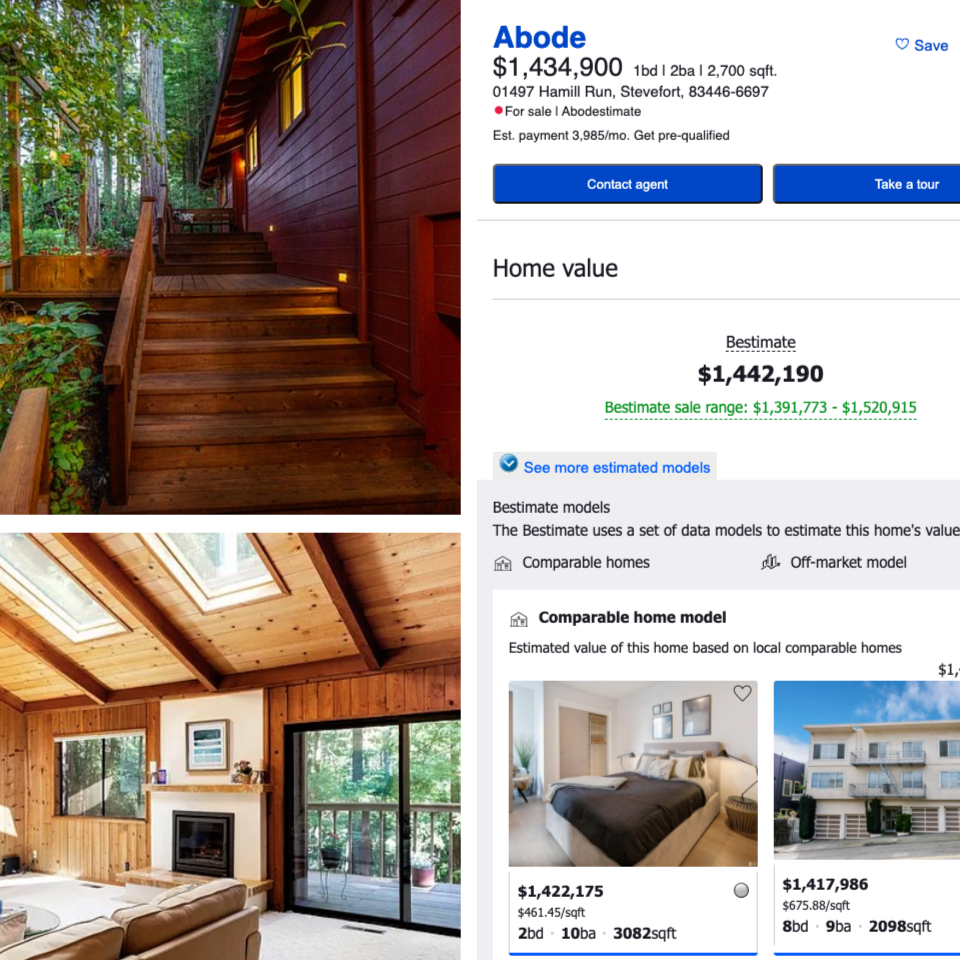 Abode
Save
$1,434,900 1bd | 2ba | 2,700 sqft.
01497 Hamill Run, Stevefort, 83446-6697
For sale | Abodestimate
Est. payment 3,985/mo. Get pre-qualified
Contact agent
Take a tour
Home value
Bestimate
$1,442,190
Bestimate sale range: $1,391,773 - $1,520,915
See more estimated models
Bestimate models
The Bestimate uses a set of data models to estimate this home's value
Comparable homes
Off-market model
Comparable home model
Estimated value of this home based on local comparable homes
$1,422,175
$461.45/sqft
2bd · 10ba · 3082sqft
$1,417,986
$675.88/sqft
8bd · 9ba · 2098sqft